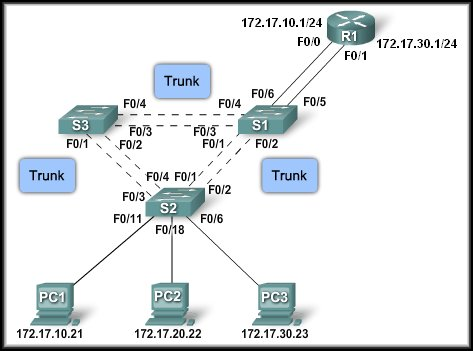 172.17.10.1/24
R1
172.17.30.1/24
F0/0
F0/1
Trunk
F0/6
F0/4
F0/4
F0/5
S3
F0/3
F0/3
S1
F0/1
F0/2
F0/1
F0/2
Trunk
Trunk
F0/4
F0/1
F0/3
F0/2
S2
F0/11
F0/18
F0/6
PC1
PC2
PC3
172.17.10.21
172.17.20.22
172.17.30.23